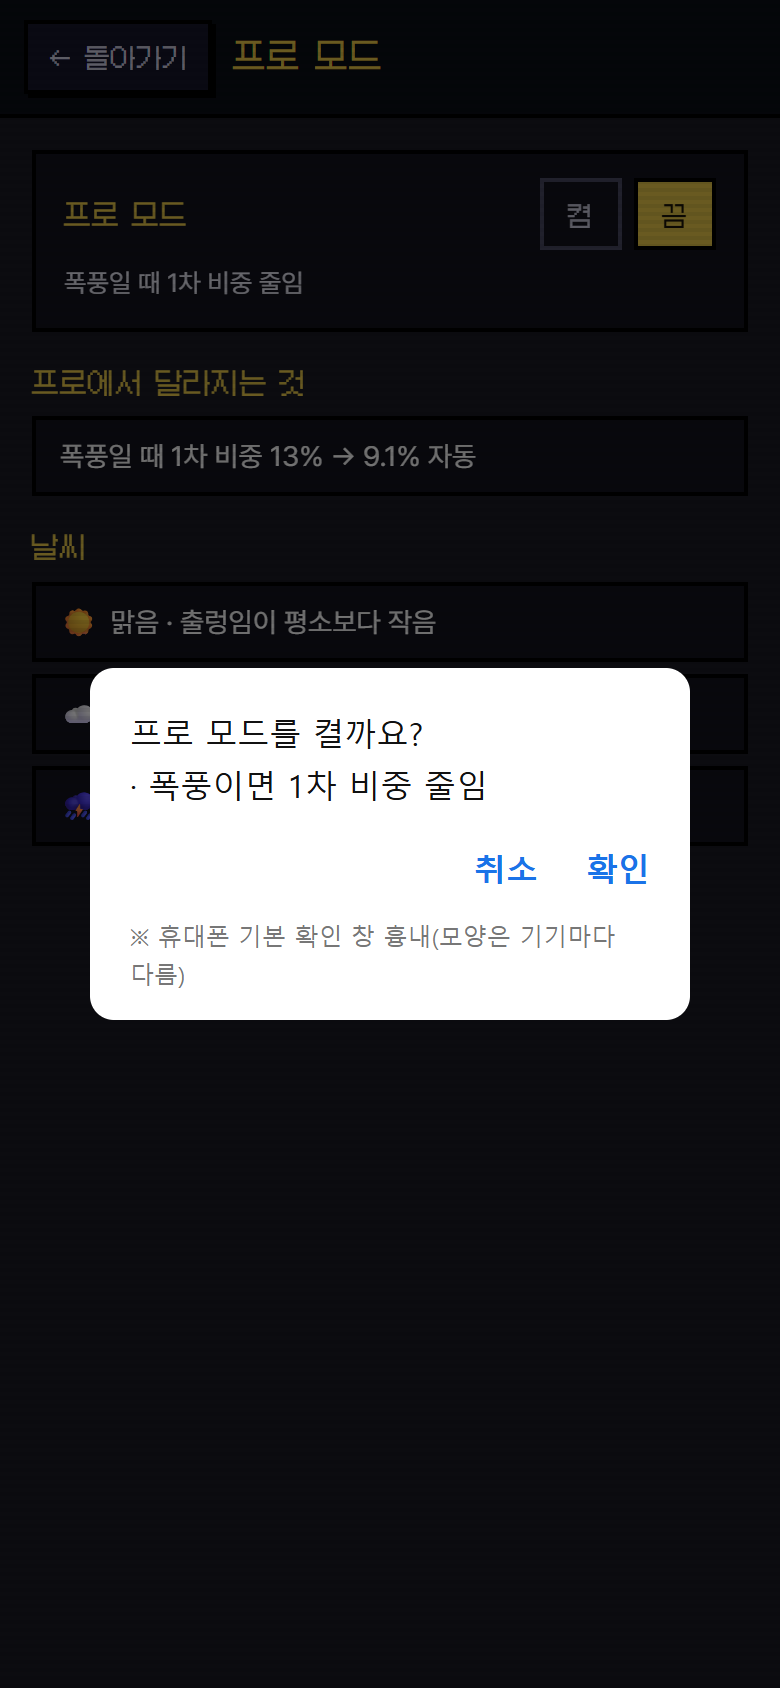 ← 돌아가기 프로 모드
프로 모드 켬 끔
폭풍일 때 1차 비중 줄임
프로에서 달라지는 것
폭풍일 때 1차 비중 13% → 9.1% 자동
날씨
맑음 · 출렁임이 평소보다 작음
프로 모드를 켤까요?
· 폭풍이면 1차 비중 줄임
취소 확인
※ 휴대폰 기본 확인 창 흉내(모양은 기기마다
다름)